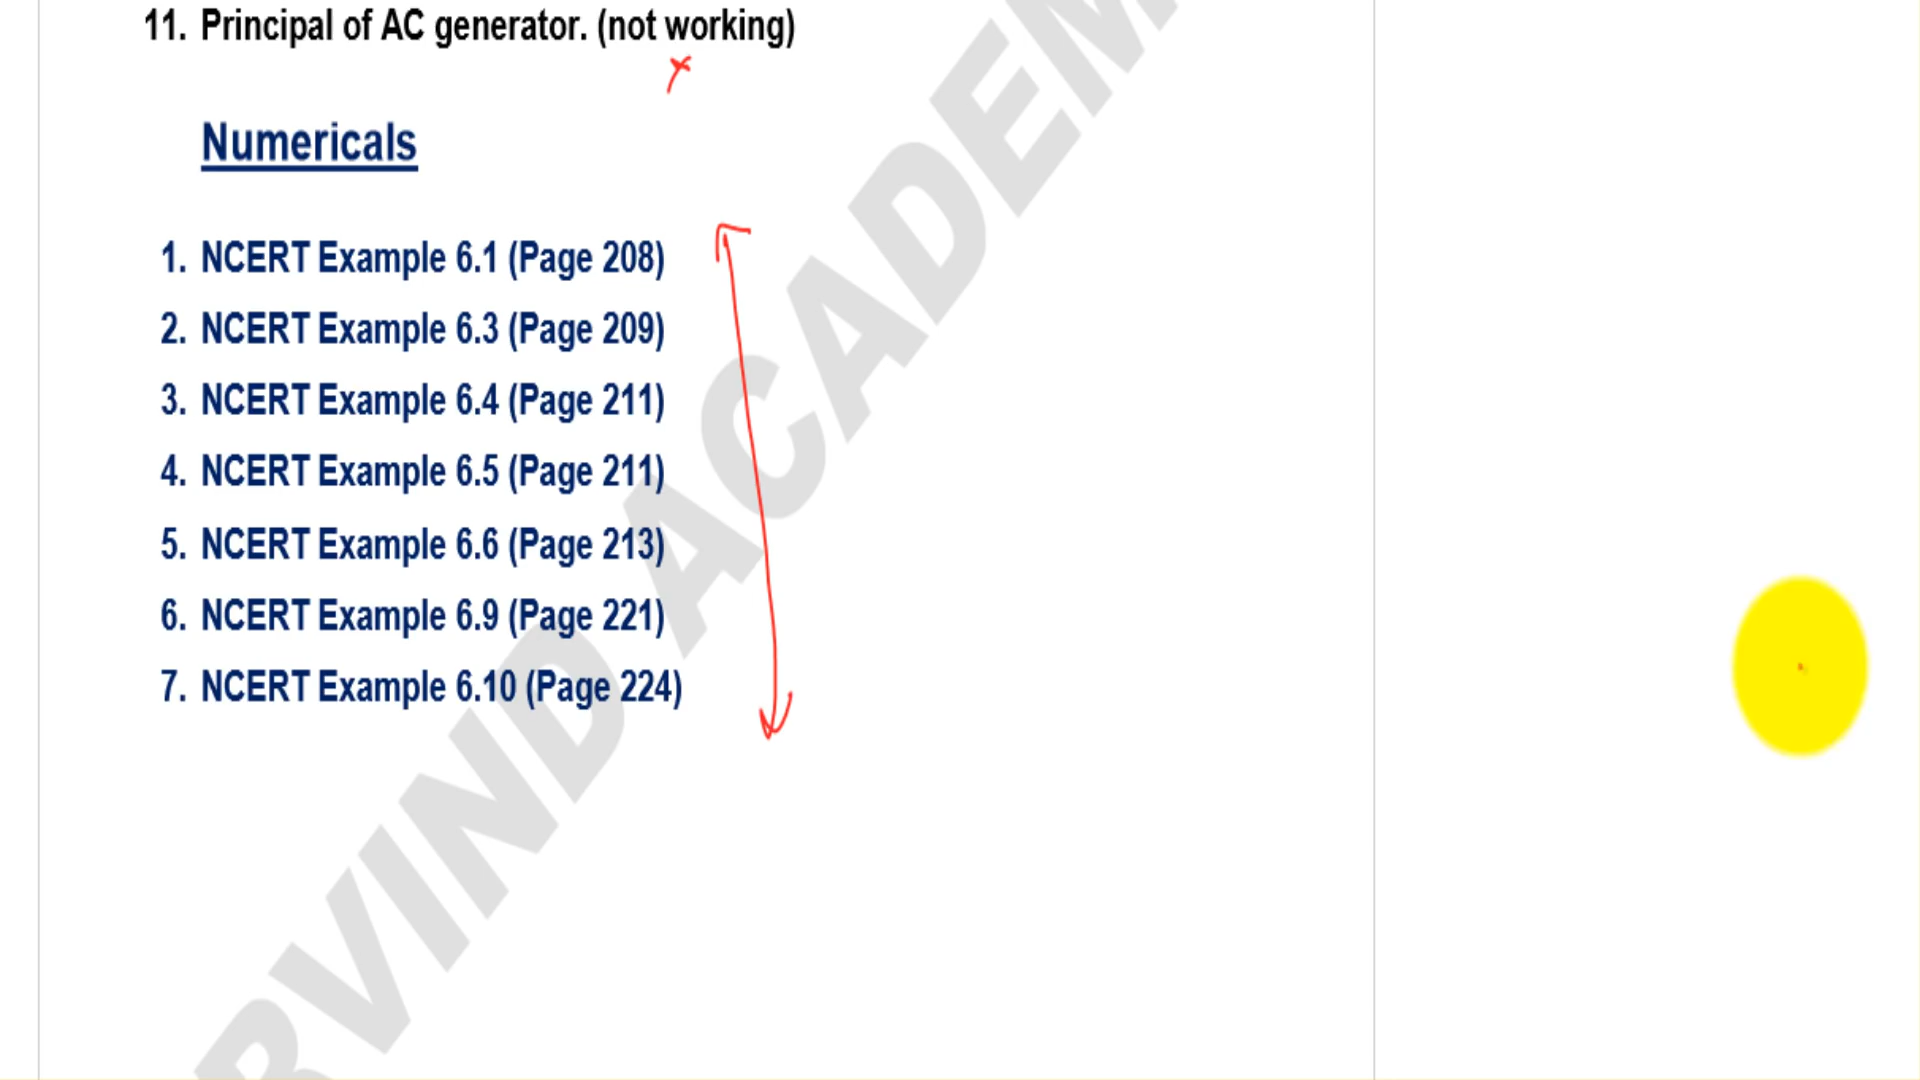 11. Principal of AC generator. (not working)
Numericals
1. NCERT Example 6.1 (Page 208)
2. NCERT Example 6.3 (Page 209)
3. NCERT Example 6.4 (Page 211)
4. NCERT Example 6.5 (Page 211)
5. NCERT Example 6.6 (Page 213)
6. NCERT Example 6.9 (Page 221)
7. NCERT Example 6.10 (Page 224)
RVIND ACADEM